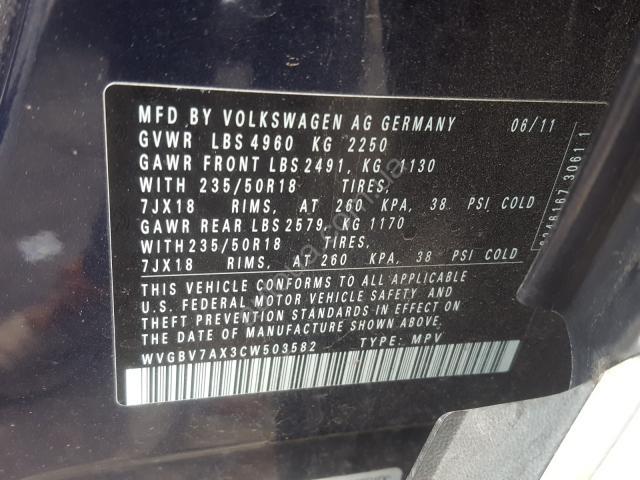 MFD BY VOLKSWAGEN AG GERMANY 06/11
GVWR LBS 4960 KG 2250
GAWR FRONT LBS 2491, KG 1130
WITH 235/50R18 TIRES,
7JX18 RIMS, AT 260 KPA, 38 PSI COLD
GAWR REAR LBS 2579, KG 1170
WITH 235/50R18 TIRES,
7JX18 RIMS, AT 260 KPA, 38 PSI COLD
THIS VEHICLE CONFORMS TO ALL APPLICABLE
U.S. FEDERAL MOTOR VEHICLE SAFETY AND
THEFT PREVENTION STANDARDS IN EFFECT ON
THE DATE OF MANUFACTURE SHOWN ABOVE.
WVGBV7AX3CW503582 TYPE: MPV